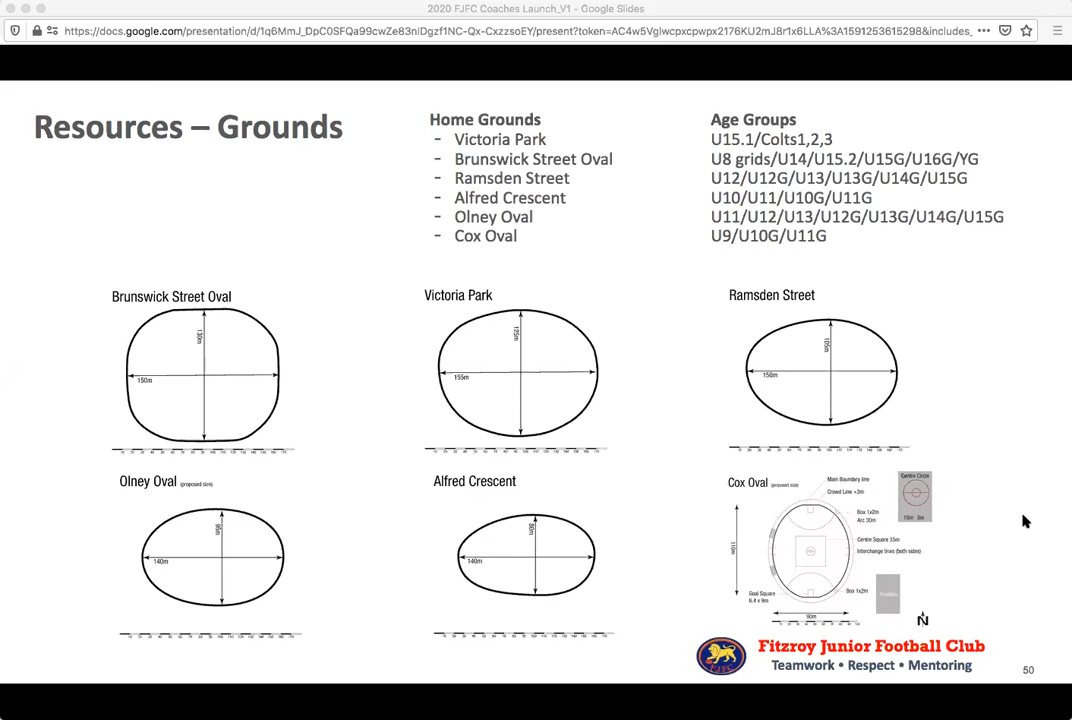 2020 FJFC Coaches Launch_V1 - Google Slides
https://docs.google.com/presentation/d/1q6MmJ_DpC0SFQa99cwZe83nlDgzf1NC-Qx-CxzzsoEY/present?token=AC4w5Vglwcpxcpwpx2176KU2mJ8r1x6LLA%3A1591253615298&includes_
Resources – Grounds
Home Grounds
- Victoria Park
- Brunswick Street Oval
- Ramsden Street
- Alfred Crescent
- Olney Oval
- Cox Oval
Age Groups
U15.1/Colts1,2,3
U8 grids/U14/U15.2/U15G/U16G/YG
U12/U12G/U13/U13G/U14G/U15G
U10/U11/U10G/U11G
U11/U12/U13/U12G/U13G/U14G/U15G
U9/U10G/U11G
Brunswick Street Oval
130m
150m
Victoria Park
125m
155m
Ramsden Street
105m
150m
Olney Oval (proposed size)
95m
140m
Alfred Crescent
80m
140m
Cox Oval (proposed size)
Main Boundary line
Crowd Line +3m
Box 1x2m
Arc 30m
Centre Square 35m
Interchange lines (both sides)
Box 1x2m
Goal Square
6.4 x 9m
110m
90m
Centre Circle
10m 3m
N
FJFC
Fitzroy Junior Football Club
Teamwork • Respect • Mentoring
50